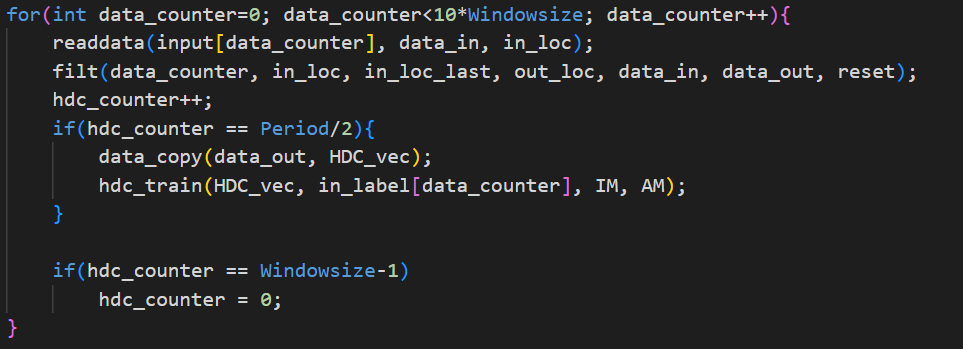 for(int data_counter=0; data_counter<10*Windowsize; data_counter++){
    readdata(input[data_counter], data_in, in_loc);
    filt(data_counter, in_loc, in_loc_last, out_loc, data_in, data_out, reset);
    hdc_counter++;
    if(hdc_counter == Period/2){
        data_copy(data_out, HDC_vec);
        hdc_train(HDC_vec, in_label[data_counter], IM, AM);
    }
    if(hdc_counter == Windowsize-1)
        hdc_counter = 0;
}